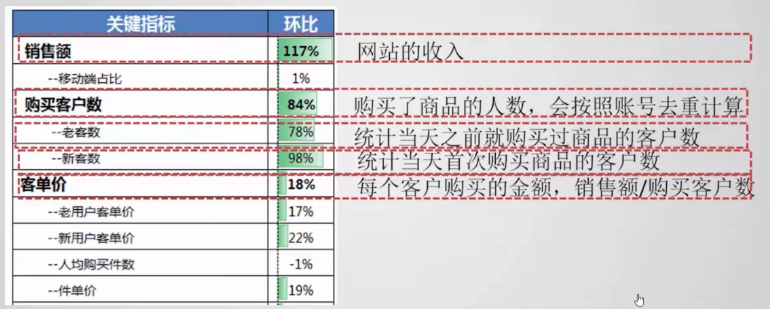 关键指标 环比
销售额 117% 网站的收入
--移动端占比 1%
购买客户数 84% 购买了商品的人数，会按照账号去重计算
--老客数 78% 统计当天之前就购买过商品的客户数
--新客数 98% 统计当天首次购买商品的客户数
客单价 18% 每个客户购买的金额，销售额/购买客户数
--老用户客单价 17%
--新用户客单价 22%
--人均购买件数 -1%
--件单价 19%